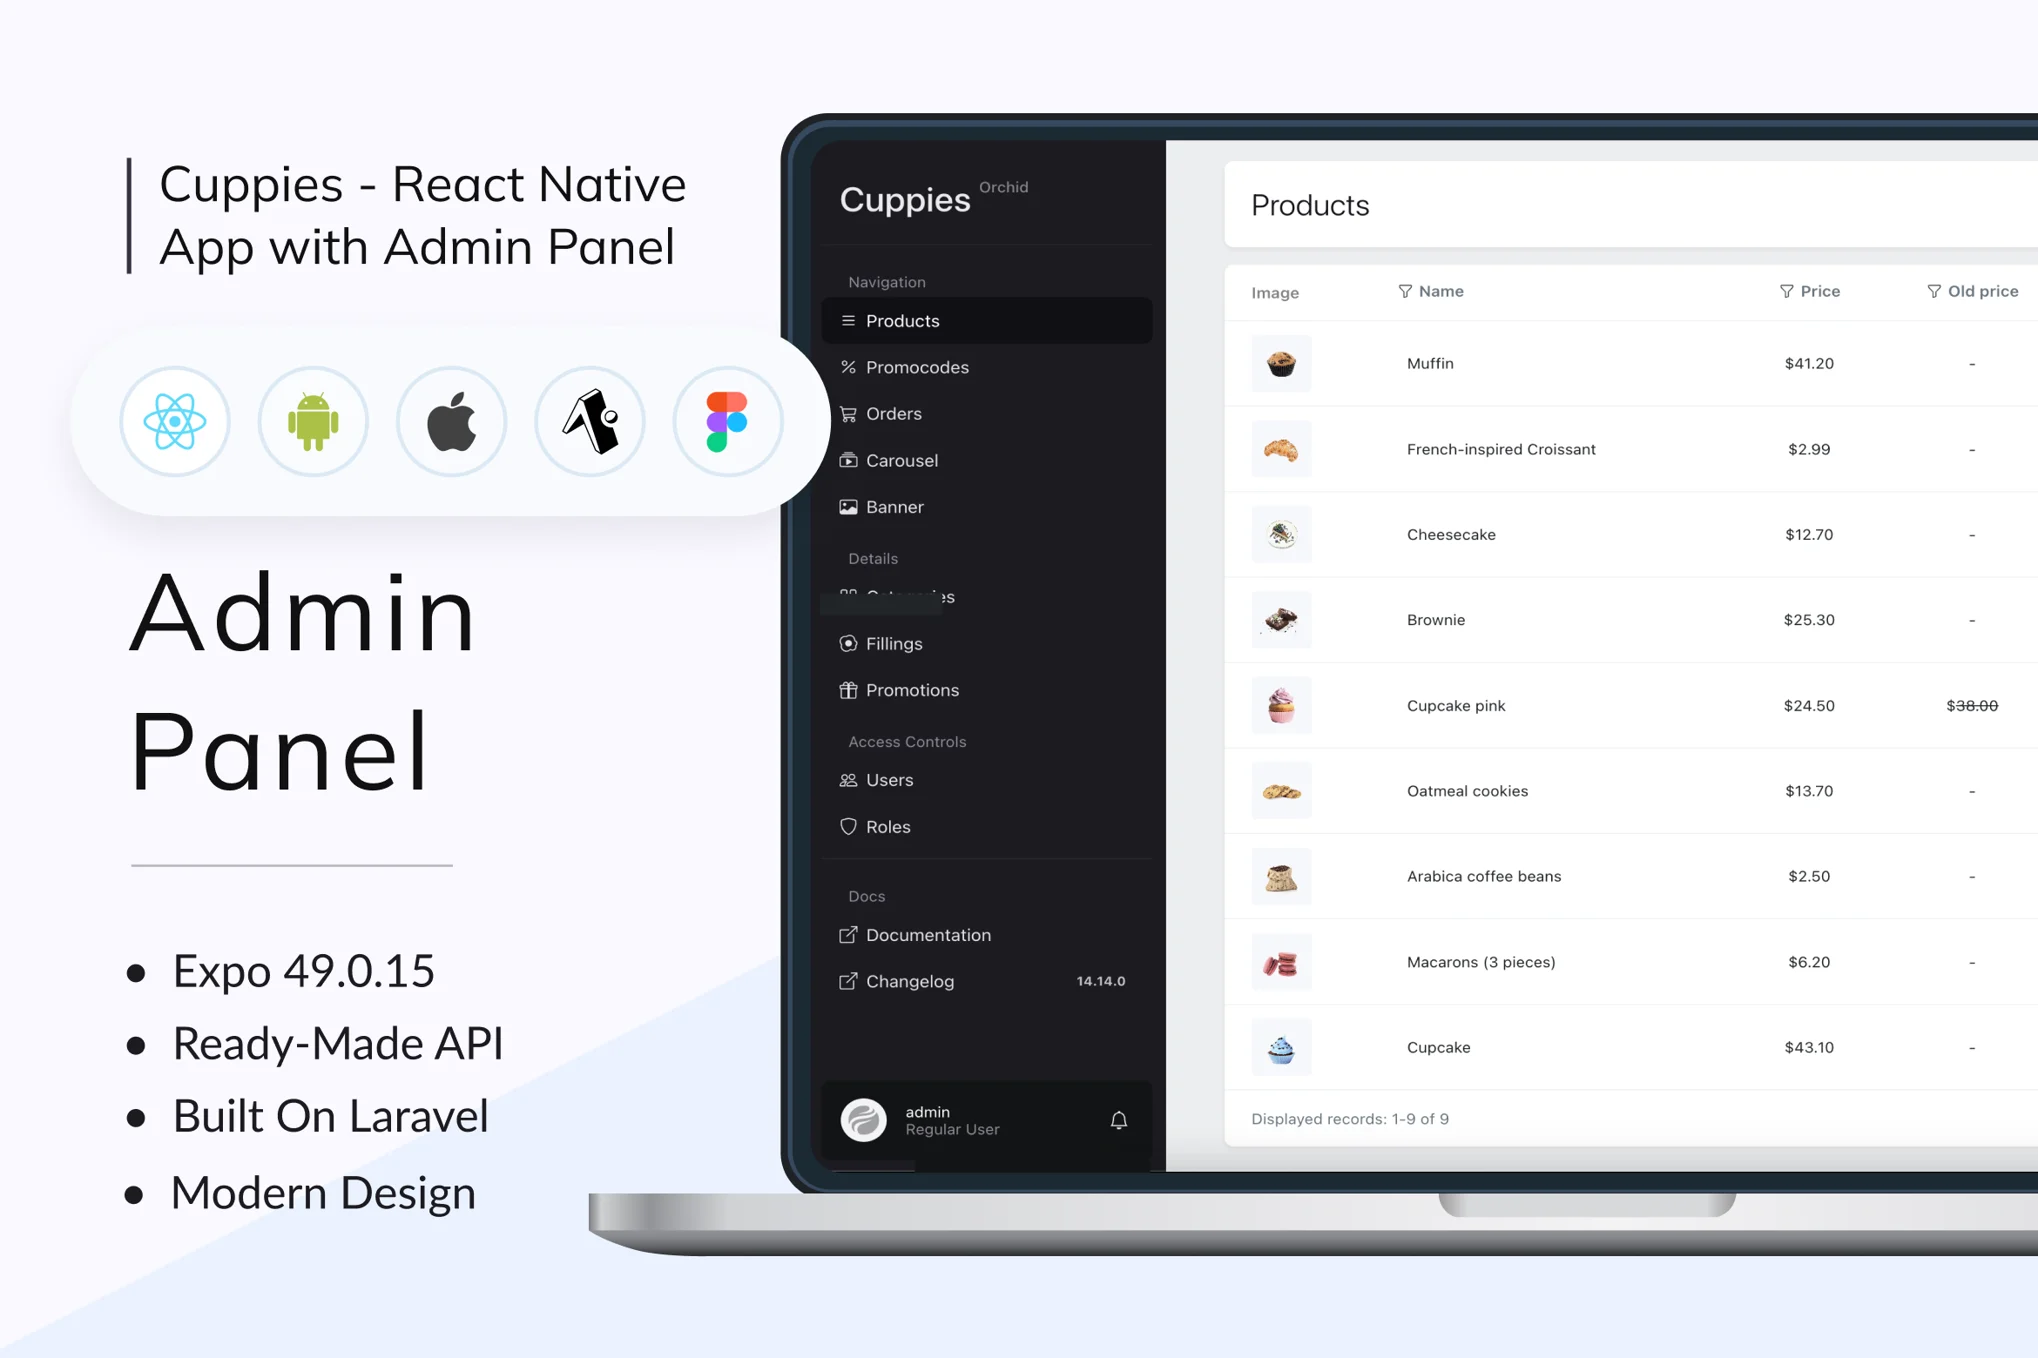 Cuppies - React Native
App with Admin Panel
Admin
Panel
Expo 49.0.15
Ready-Made API
Built On Laravel
Modern Design
Cuppies Orchid
Navigation
Products
Promocodes
Orders
Carousel
Banner
Details
Categories
Fillings
Promotions
Access Controls
Users
Roles
Docs
Documentation
Changelog 14.14.0
admin
Regular User
Products
Image Name Price Old price
Muffin $41.20 -
French-inspired Croissant $2.99 -
Cheesecake $12.70 -
Brownie $25.30 -
Cupcake pink $24.50 $38.00
Oatmeal cookies $13.70 -
Arabica coffee beans $2.50 -
Macarons (3 pieces) $6.20 -
Cupcake $43.10 -
Displayed records: 1-9 of 9